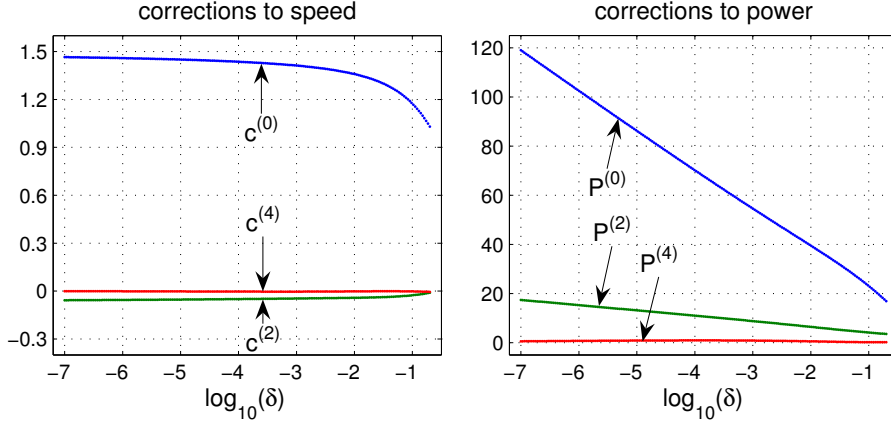 corrections to speed
1.5
1.2
0.9
0.6
0.3
0
−0.3
c^(0)
c^(4)
c^(2)
−7 −6 −5 −4 −3 −2 −1
log_10(δ)
corrections to power
120
100
80
60
40
20
0
P^(0)
P^(2)
P^(4)
−7 −6 −5 −4 −3 −2 −1
log_10(δ)